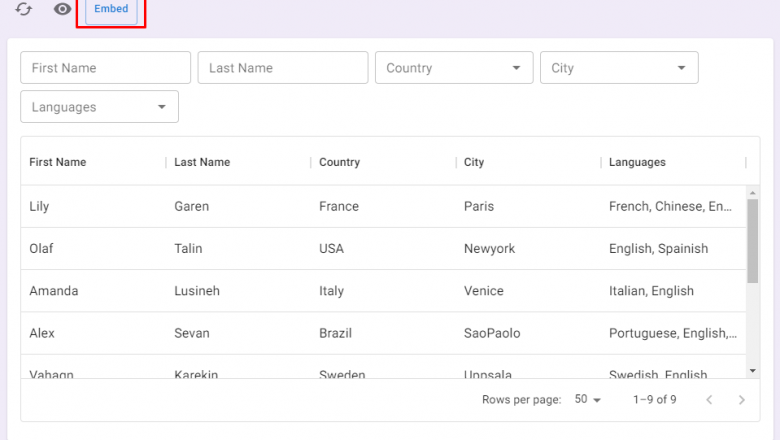 Embed
First Name Last Name Country City
Languages
First Name Last Name Country City Languages
Lily Garen France Paris French, Chinese, En...
Olaf Talin USA Newyork English, Spainish
Amanda Lusineh Italy Venice Italian, English
Alex Sevan Brazil SaoPaolo Portuguese, English,...
Vahagn Karekin Sweden Uppsala Swedish, English
Rows per page: 50 1–9 of 9